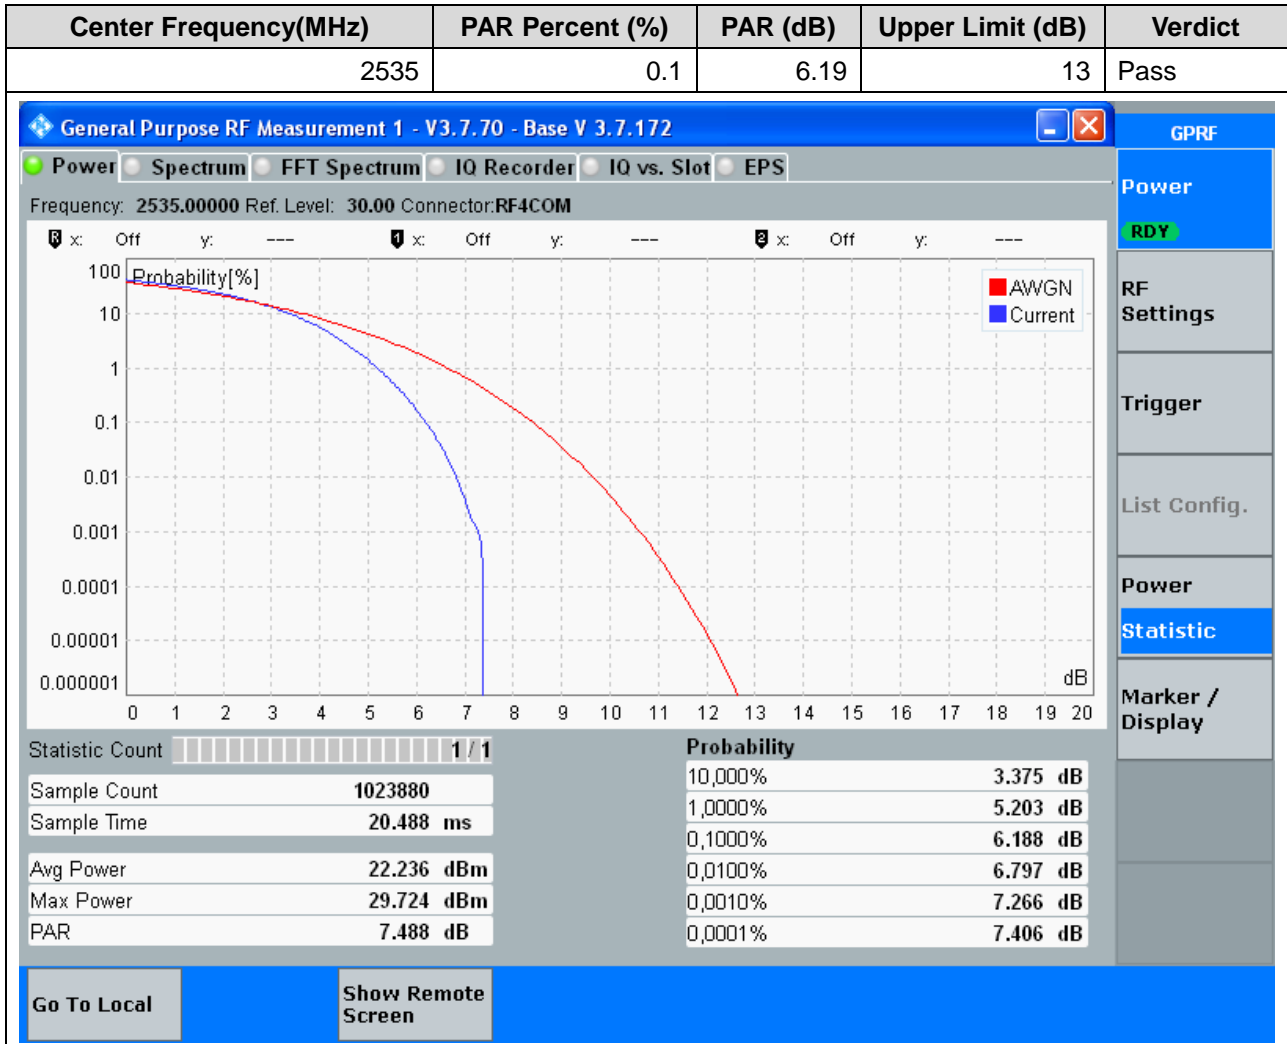 Center Frequency(MHz) PAR Percent (%) PAR (dB) Upper Limit (dB) Verdict
2535 0.1 6.19 13 Pass
General Purpose RF Measurement 1 - V3.7.70 - Base V 3.7.172
GPRF
Power Spectrum FFT Spectrum IQ Recorder IQ vs. Slot EPS
Power
RDY
Frequency: 2535.00000 Ref. Level: 30.00 Connector:RF4COM
R x: Off y: --- 1 x: Off y: --- 2 x: Off y: ---
Probability[%]
AWGN
Current
100
10
1
0.1
0.01
0.001
0.0001
0.00001
0.000001
dB
0 1 2 3 4 5 6 7 8 9 10 11 12 13 14 15 16 17 18 19 20
RF
Settings
Trigger
List Config.
Power
Statistic
Marker /
Display
Statistic Count 1 / 1
Sample Count 1023880
Sample Time 20.488 ms
Avg Power 22.236 dBm
Max Power 29.724 dBm
PAR 7.488 dB
Probability
10,000% 3.375 dB
1,0000% 5.203 dB
0,1000% 6.188 dB
0,0100% 6.797 dB
0,0010% 7.266 dB
0,0001% 7.406 dB
Go To Local
Show Remote
Screen